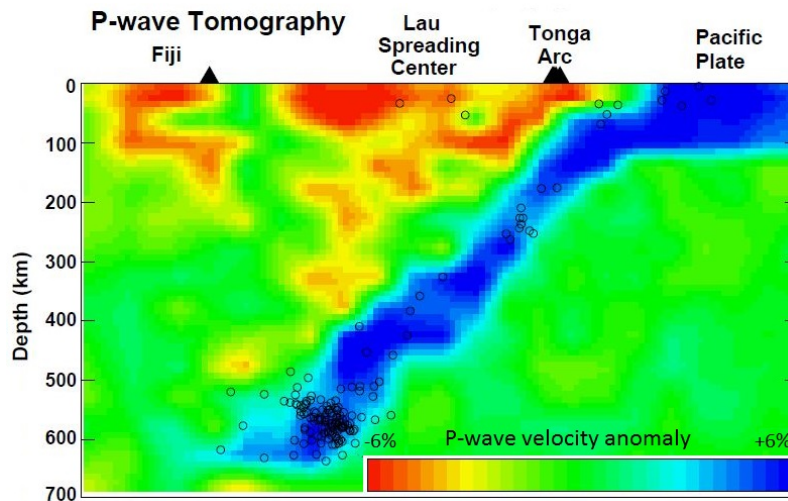 P-wave Tomography
Fiji
Lau
Spreading
Center
Tonga
Arc
Pacific
Plate
Depth (km)
0
100
200
300
400
500
600
700
-6%
P-wave velocity anomaly
+6%